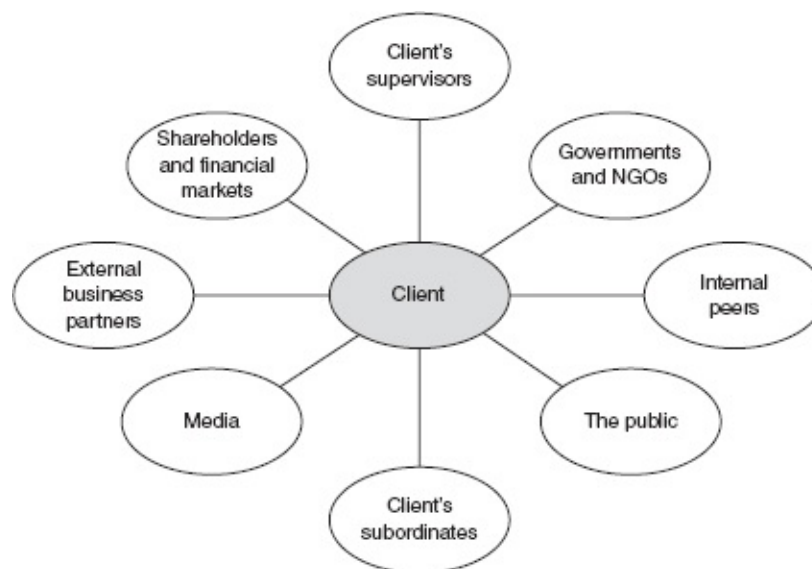 Client's
supervisors
Shareholders
and financial
markets
Governments
and NGOs
External
business
partners
Client
Internal
peers
Media
The public
Client's
subordinates